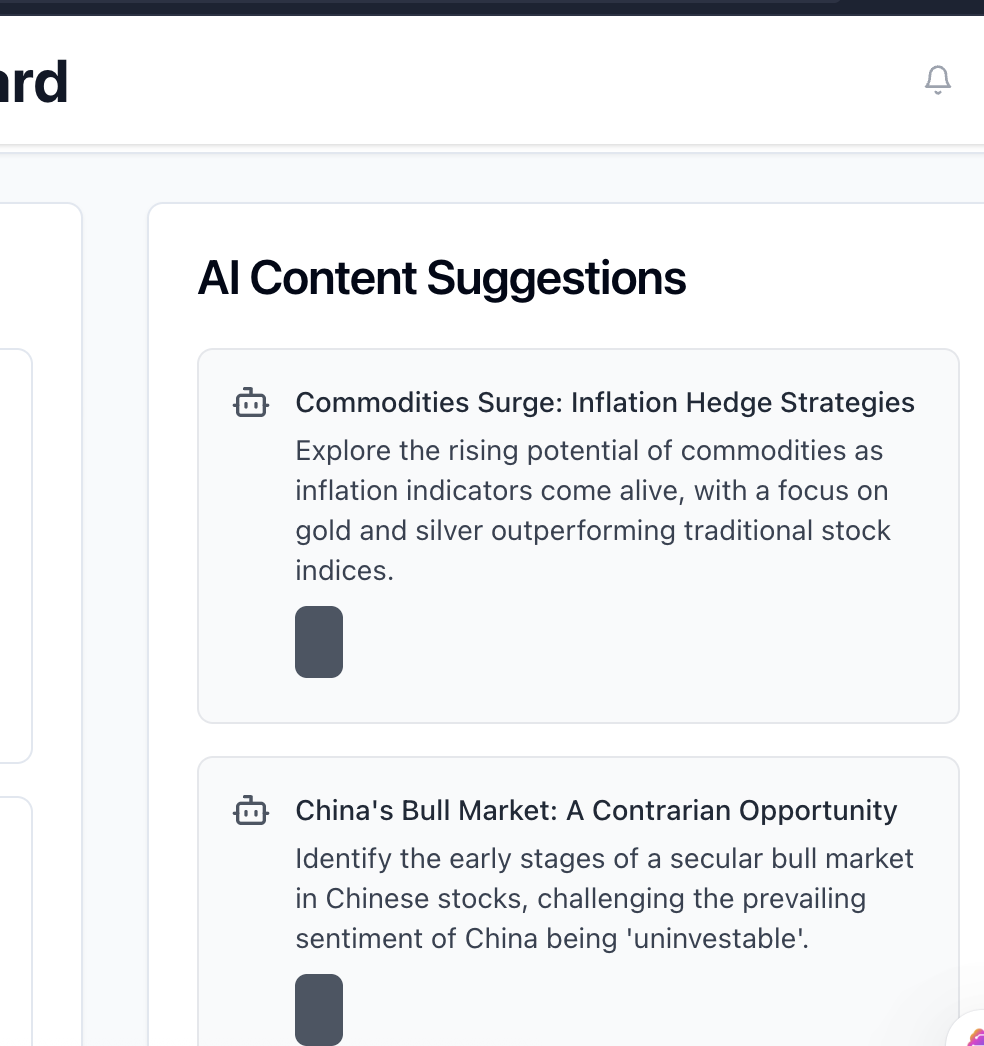 AI Content Suggestions
Commodities Surge: Inflation Hedge Strategies
Explore the rising potential of commodities as
inflation indicators come alive, with a focus on
gold and silver outperforming traditional stock
indices.
China's Bull Market: A Contrarian Opportunity
Identify the early stages of a secular bull market
in Chinese stocks, challenging the prevailing
sentiment of China being 'uninvestable'.